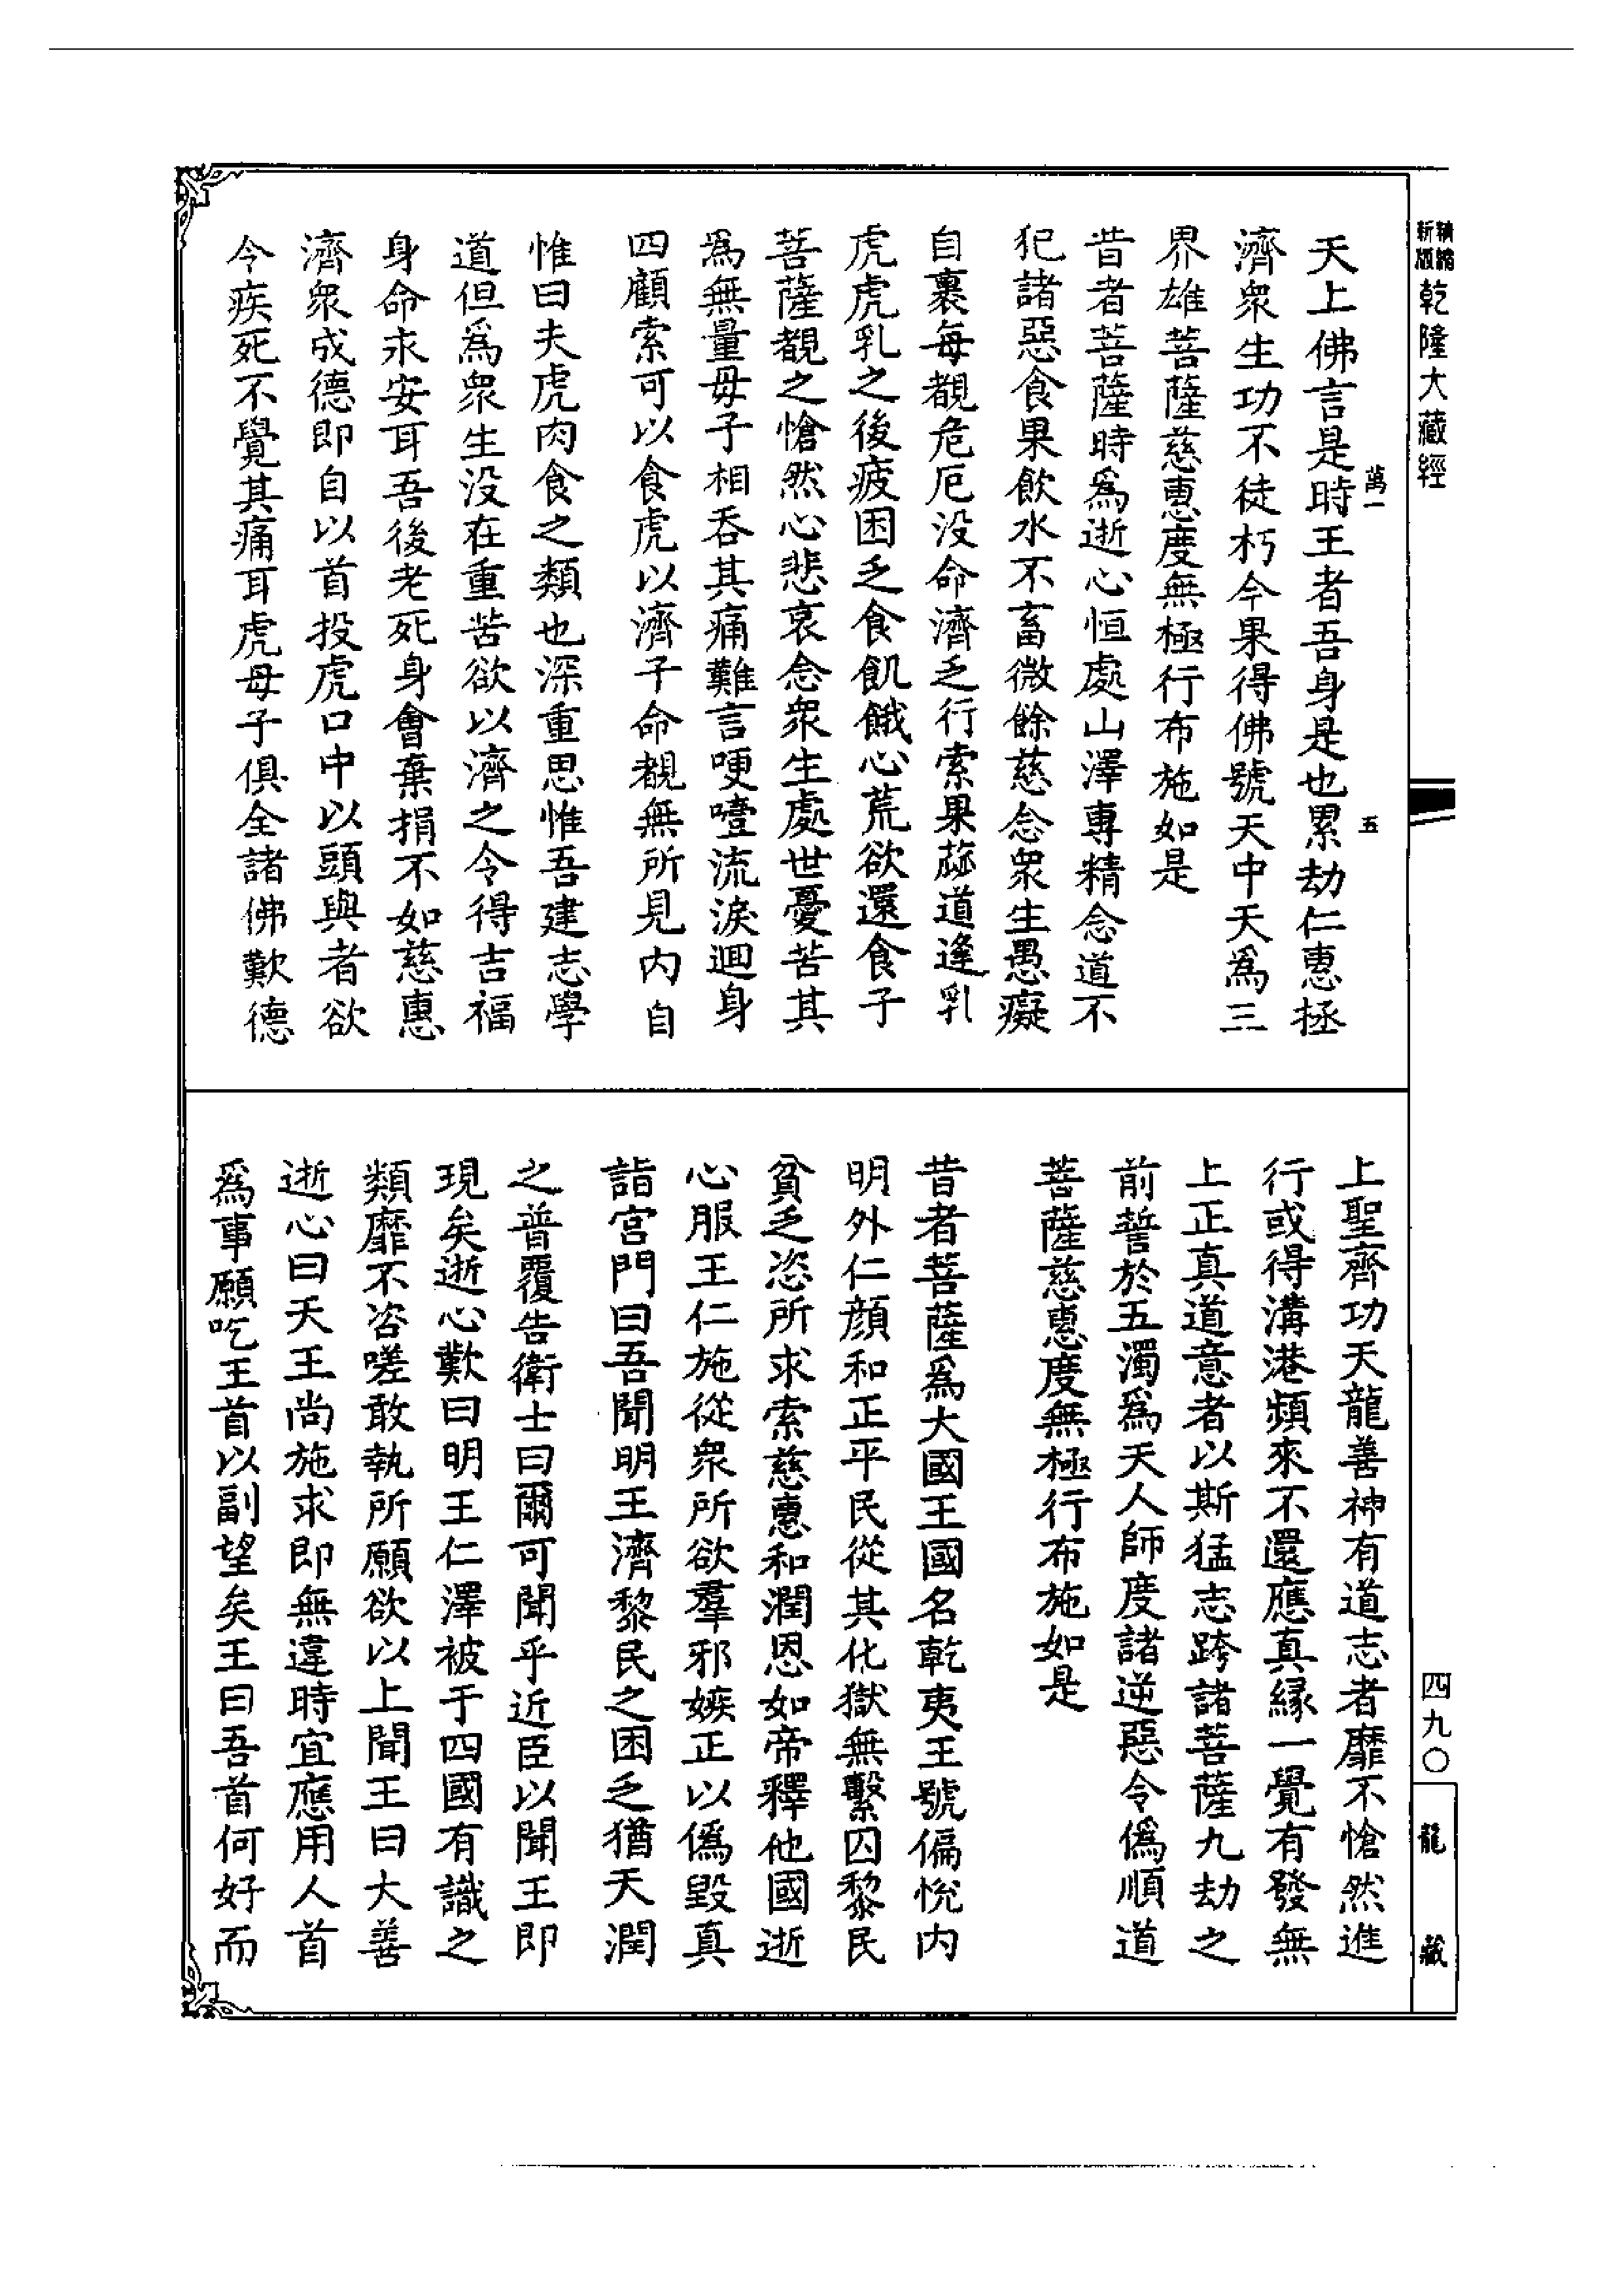 精縮新版乾隆大藏經
四九〇
龍藏
萬一
五
天上佛言是時王者吾身是也累劫仁惠拯
濟衆生功不徒朽今果得佛號天中天爲三
界雄菩薩慈惠度無極行布施如是
昔者菩薩時爲逝心恒處山澤專精念道不
犯諸惡食果飲水不畜微餘慈念衆生愚癡
自裹每覩危厄没命濟乏行索果蓏道逢乳
虎虎乳之後疲困乏食飢餓心荒欲還食子
菩薩覩之愴然心悲哀念衆生處世憂苦其
爲無量毋子相吞其痛難言哽噎流淚迴身
四顧索可以食虎以濟子命覩無所見内自
惟曰夫虎肉食之類也深重思惟吾建志學
道但爲衆生没在重苦欲以濟之令得吉福
身命永安耳吾後老死身會棄捐不如慈惠
濟衆成德即自以首投虎口中以頭與者欲
今疾死不覺其痛耳虎母子俱全諸佛歎德
上聖齊功天龍善神有道志者靡不愴然進
行或得溝港頻來不還應真縁一覺有發無
上正真道意者以斯猛志跨諸菩薩九劫之
前誓於五濁爲天人師度諸逆惡令僞順道
菩薩慈惠度無極行布施如是
昔者菩薩爲大國王國名乾夷王號偏悅内
明外仁顔和正平民從其化獄無繫囚黎民
貧乏恣所求索慈惠和潤恩如帝釋他國逝
心服王仁施從衆所欲羣邪嫉正以僞毀真
詣宮門曰吾聞明王濟黎民之困乏猶天潤
之普覆告衛士曰爾可聞乎近臣以聞王即
現矣逝心歎曰明王仁澤被于四國有識之
類靡不咨嗟敢執所願欲以上聞王曰大善
逝心曰天王尚施求即無違時宜應用人首
爲事願吃王首以副望矣王曰吾首何好而